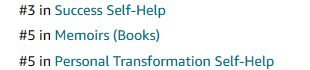 #3 in Success Self-Help
#5 in Memoirs (Books)
#5 in Personal Transformation Self-Help